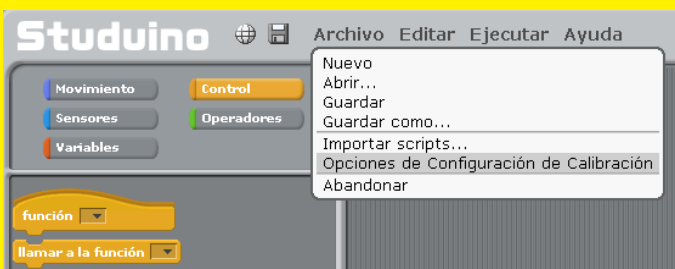 Studuino
Archivo Editar Ejecutar Ayuda
Nuevo
Abrir...
Guardar
Guardar como...
Importar scripts...
Opciones de Configuración de Calibración
Abandonar
Movimiento
Control
Sensores
Operadores
Variables
función
llamar a la función